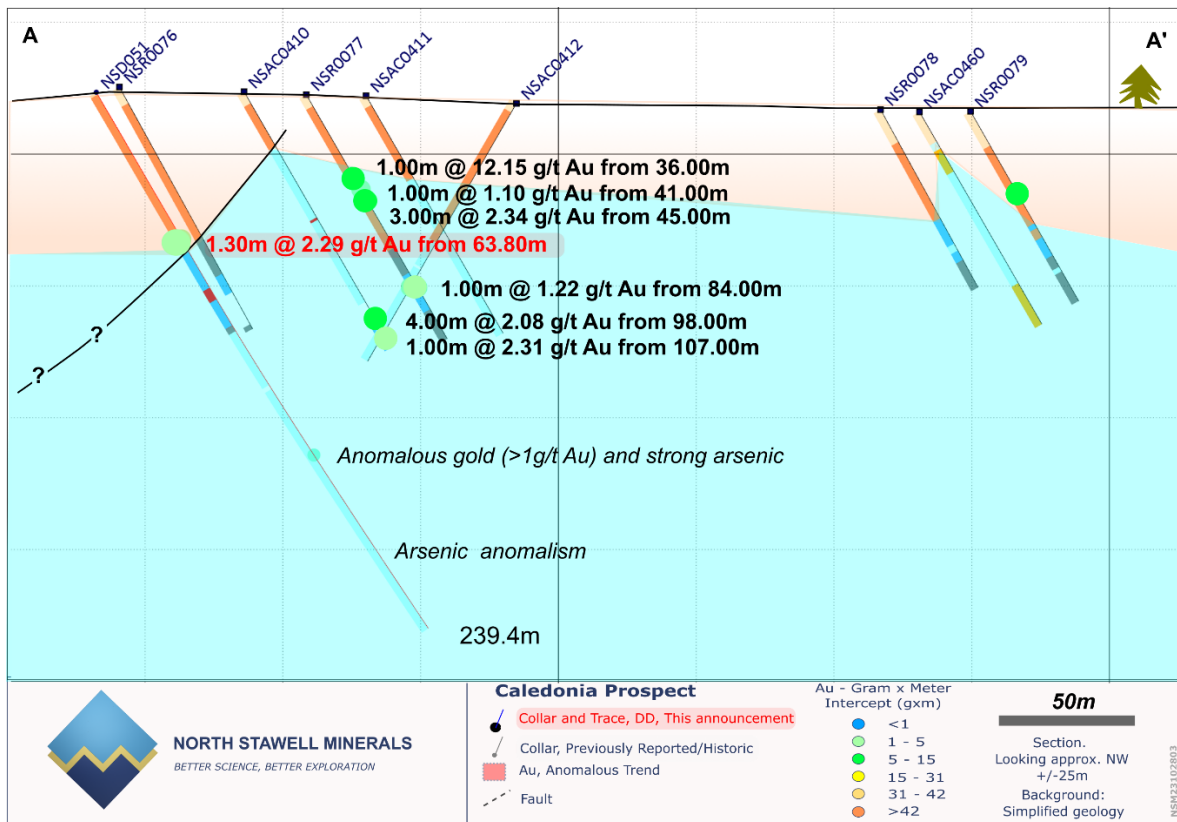 A
A'
NSD051
NSR0076
NSAC0410
NSR0077
NSAC0411
NSAC0412
NSR0078
NSAC0460
NSR0079
1.00m @ 12.15 g/t Au from 36.00m
1.00m @ 1.10 g/t Au from 41.00m
3.00m @ 2.34 g/t Au from 45.00m
1.30m @ 2.29 g/t Au from 63.80m
1.00m @ 1.22 g/t Au from 84.00m
4.00m @ 2.08 g/t Au from 98.00m
1.00m @ 2.31 g/t Au from 107.00m
?
?
Anomalous gold (>1g/t Au) and strong arsenic
Arsenic anomalism
239.4m
NORTH STAWELL MINERALS
BETTER SCIENCE, BETTER EXPLORATION
Caledonia Prospect
Collar and Trace, DD, This announcement
Collar, Previously Reported/Historic
Au, Anomalous Trend
Fault
Au - Gram x Meter
Intercept (gxm)
<1
1 - 5
5 - 15
15 - 31
31 - 42
>42
50m
Section.
Looking approx. NW
+/-25m
Background:
Simplified geology
NSM23102803